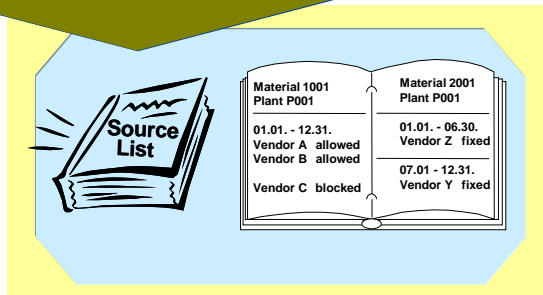 Source
List
Material 1001
Plant P001
01.01. - 12.31.
Vendor A allowed
Vendor B allowed
Vendor C blocked
Material 2001
Plant P001
01.01. - 06.30.
Vendor Z fixed
07.01 - 12.31.
Vendor Y fixed